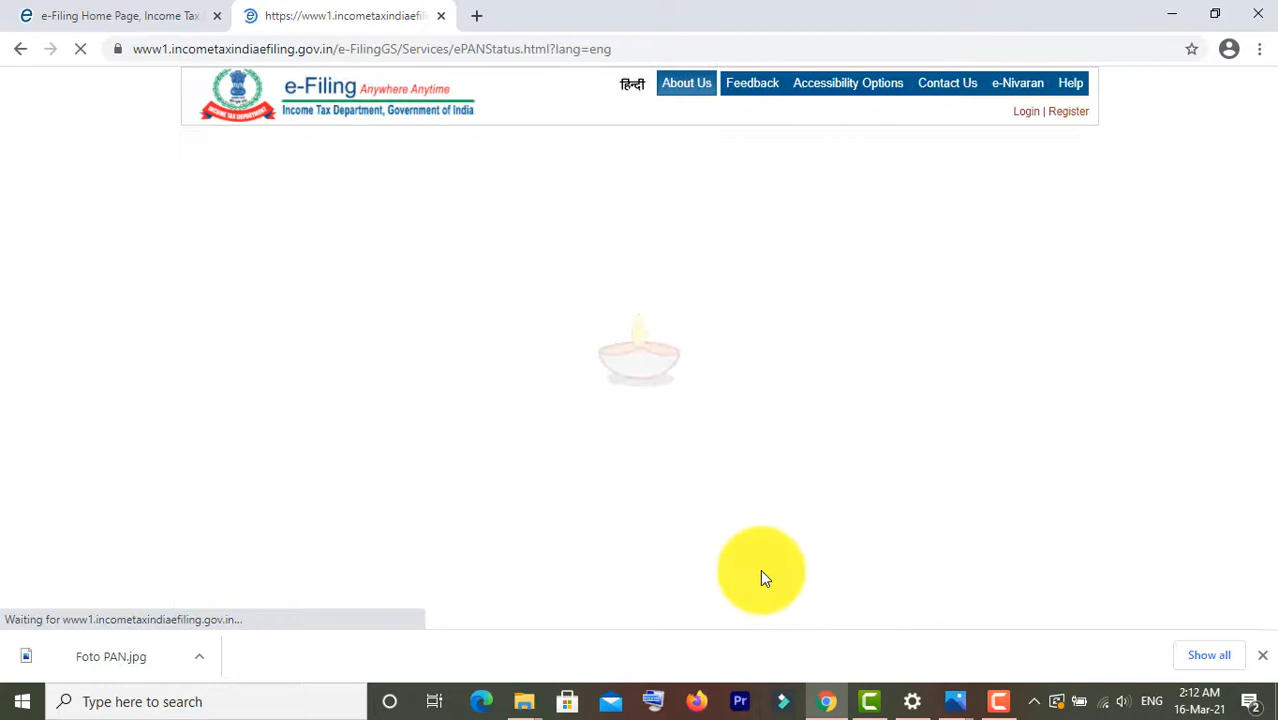 e-Filing Home Page, Income Tax
https://www1.incometaxindiaefili
www1.incometaxindiaefiling.gov.in/e-FilingGS/Services/ePANStatus.html?lang=eng
e-Filing Anywhere Anytime
Income Tax Department, Government of India
हिन्दी About Us Feedback Accessibility Options Contact Us e-Nivaran Help
Login | Register
Waiting for www1.incometaxindiaefiling.gov.in...
Foto PAN.jpg
Show all
Type here to search
Pr
ENG
2:12 AM
16-Mar-21
2